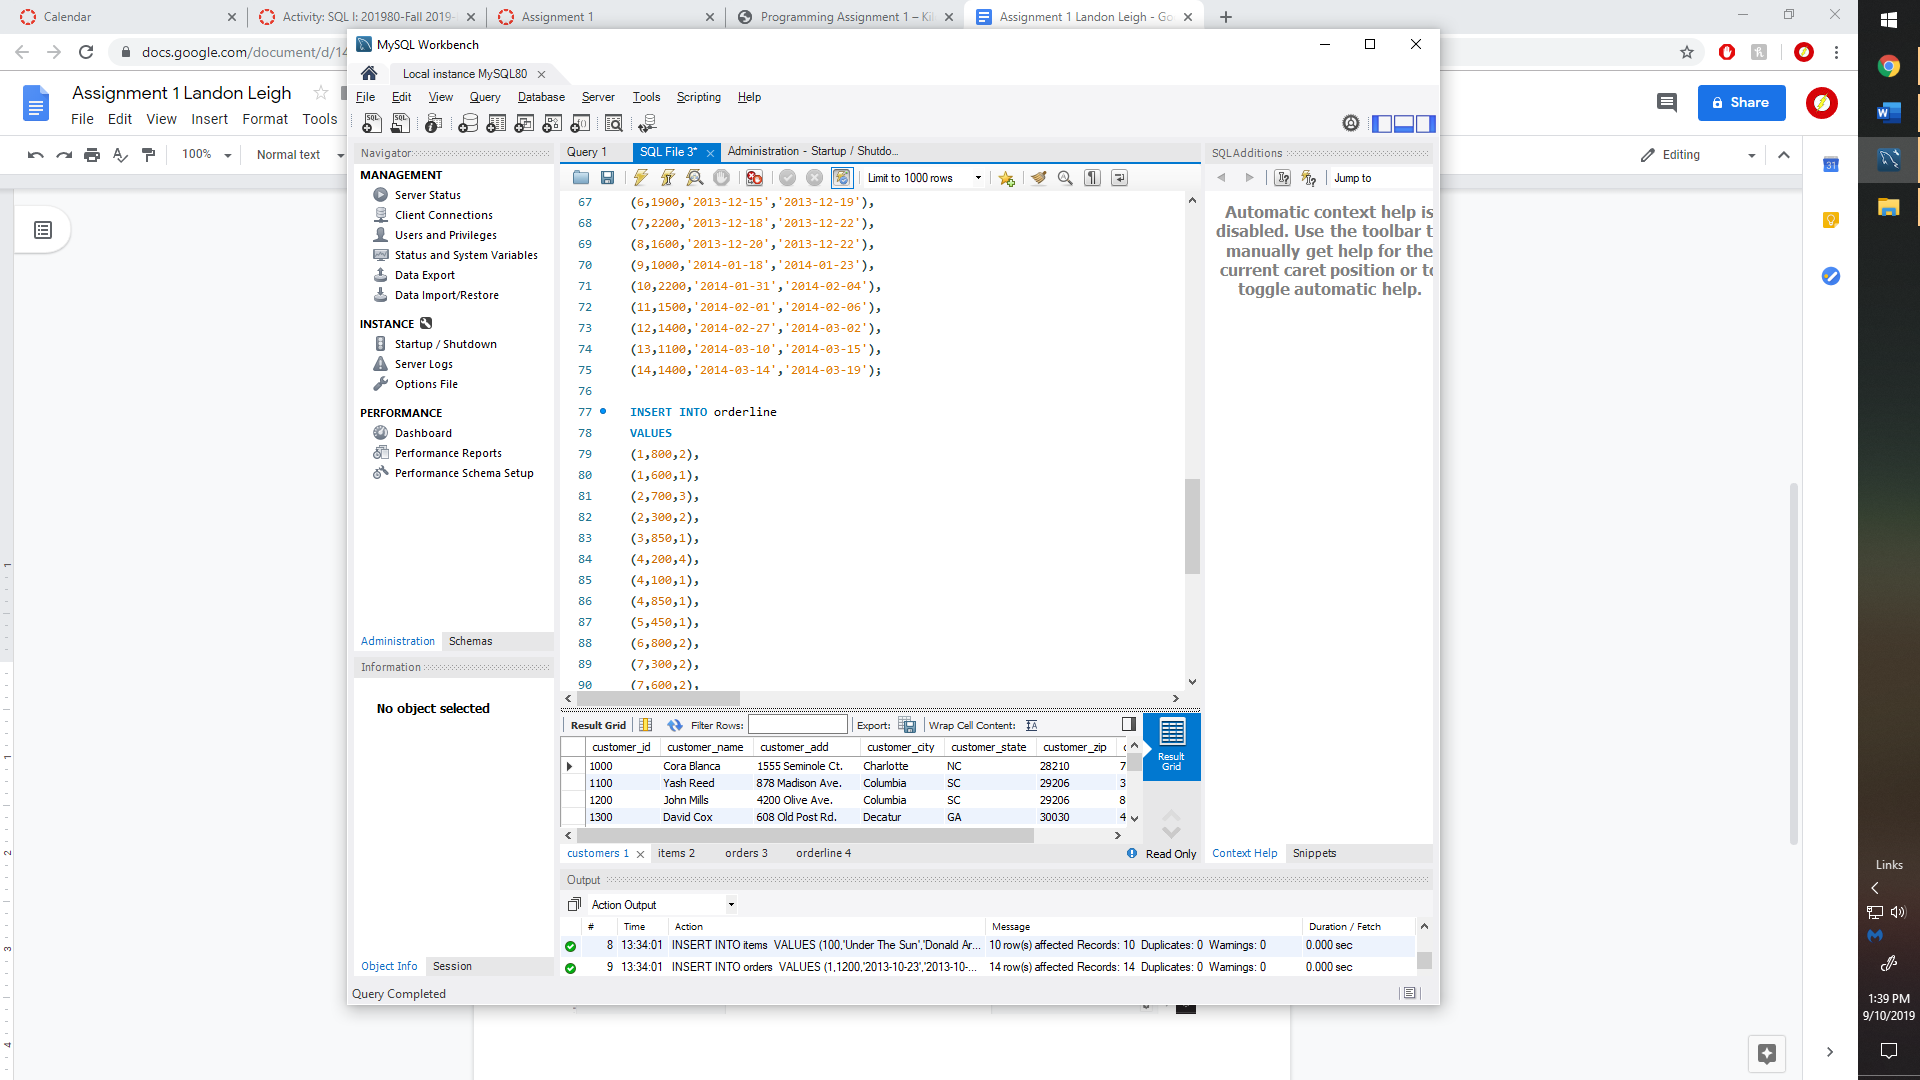 Calendar
Activity: SQL I: 201980-Fall 2019-
Assignment 1
Programming Assignment 1 – Kil
Assignment 1 Landon Leigh - Go
docs.google.com/document/d/14
Assignment 1 Landon Leigh
File Edit View Insert Format Tools
Share
100% Normal text
Editing
MySQL Workbench
Local instance MySQL80
File Edit View Query Database Server Tools Scripting Help
Navigator
MANAGEMENT
Server Status
Client Connections
Users and Privileges
Status and System Variables
Data Export
Data Import/Restore
INSTANCE
Startup / Shutdown
Server Logs
Options File
PERFORMANCE
Dashboard
Performance Reports
Performance Schema Setup
Administration Schemas
Information
No object selected
Object Info Session
Query Completed
Query 1 SQL File 3* Administration - Startup / Shutdo...
Limit to 1000 rows
67 (6,1900,'2013-12-15','2013-12-19'),
68 (7,2200,'2013-12-18','2013-12-22'),
69 (8,1600,'2013-12-20','2013-12-22'),
70 (9,1000,'2014-01-18','2014-01-23'),
71 (10,2200,'2014-01-31','2014-02-04'),
72 (11,1500,'2014-02-01','2014-02-06'),
73 (12,1400,'2014-02-27','2014-03-02'),
74 (13,1100,'2014-03-10','2014-03-15'),
75 (14,1400,'2014-03-14','2014-03-19');
76
77 INSERT INTO orderline
78 VALUES
79 (1,800,2),
80 (1,600,1),
81 (2,700,3),
82 (2,300,2),
83 (3,850,1),
84 (4,200,4),
85 (4,100,1),
86 (4,850,1),
87 (5,450,1),
88 (6,800,2),
89 (7,300,2),
90 (7,600,2),
Result Grid Filter Rows: Export: Wrap Cell Content:
customer_id customer_name customer_add customer_city customer_state customer_zip c
1000 Cora Blanca 1555 Seminole Ct. Charlotte NC 28210 7
1100 Yash Reed 878 Madison Ave. Columbia SC 29206 3
1200 John Mills 4200 Olive Ave. Columbia SC 29206 8
1300 David Cox 608 Old Post Rd. Decatur GA 30030 4
Result
Grid
customers 1 items 2 orders 3 orderline 4
Read Only
SQLAdditions
Jump to
Automatic context help is
disabled. Use the toolbar t
manually get help for the
current caret position or to
toggle automatic help.
Context Help Snippets
Output
Action Output
# Time Action Message Duration / Fetch
8 13:34:01 INSERT INTO items VALUES (100,'Under The Sun','Donald Ar... 10 row(s) affected Records: 10 Duplicates: 0 Warnings: 0 0.000 sec
9 13:34:01 INSERT INTO orders VALUES (1,1200,'2013-10-23','2013-10-... 14 row(s) affected Records: 14 Duplicates: 0 Warnings: 0 0.000 sec
Links
1:39 PM
9/10/2019